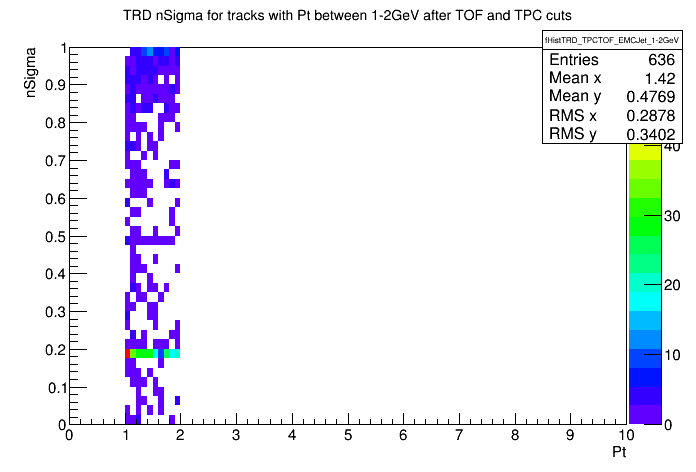 TRD nSigma for tracks with Pt between 1-2GeV after TOF and TPC cuts
fHistTRD_TPCTOF_EMCJet_1-2GeV
Entries 636
Mean x 1.42
Mean y 0.4769
RMS x 0.2878
RMS y 0.3402
nSigma
1
0.9
0.8
0.7
0.6
0.5
0.4
0.3
0.2
0.1
0
0 1 2 3 4 5 6 7 8 9 10
Pt
40
30
20
10
0